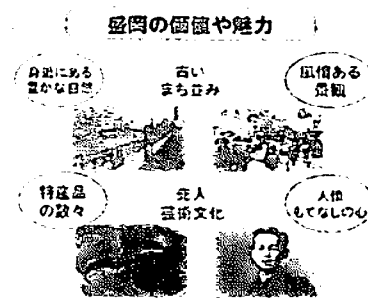 盛岡の価値や魅力
身近にある
豊かな自然
古い
まち並み
風情ある
景観
特産品
の数々
先人
芸術文化
人情
もてなしの心